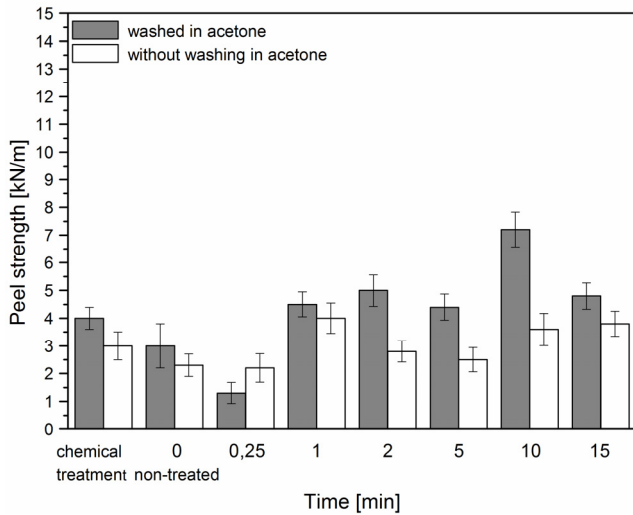 washed in acetone
without washing in acetone
Peel strength [kN/m]
15
14
13
12
11
10
9
8
7
6
5
4
3
2
1
0
chemical 0 0,25 1 2 5 10 15
treatment non-treated
Time [min]